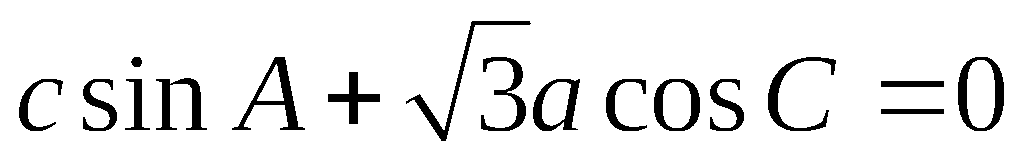 c sin A + √3a cos C = 0